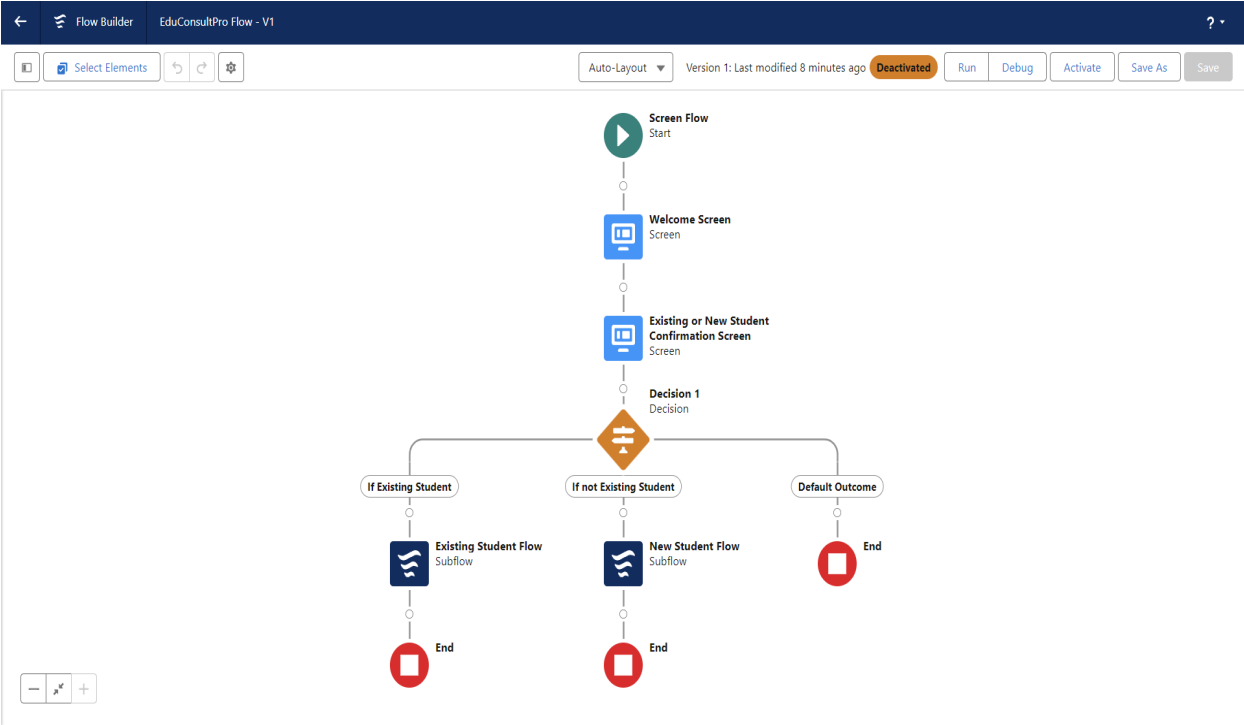 Flow Builder
EduConsultPro Flow - V1
?
Select Elements
Auto-Layout
Version 1: Last modified 8 minutes ago
Deactivated
Run
Debug
Activate
Save As
Save
Screen Flow
Start
Welcome Screen
Screen
Existing or New Student
Confirmation Screen
Screen
Decision 1
Decision
If Existing Student
If not Existing Student
Default Outcome
Existing Student Flow
Subflow
New Student Flow
Subflow
End
End
End